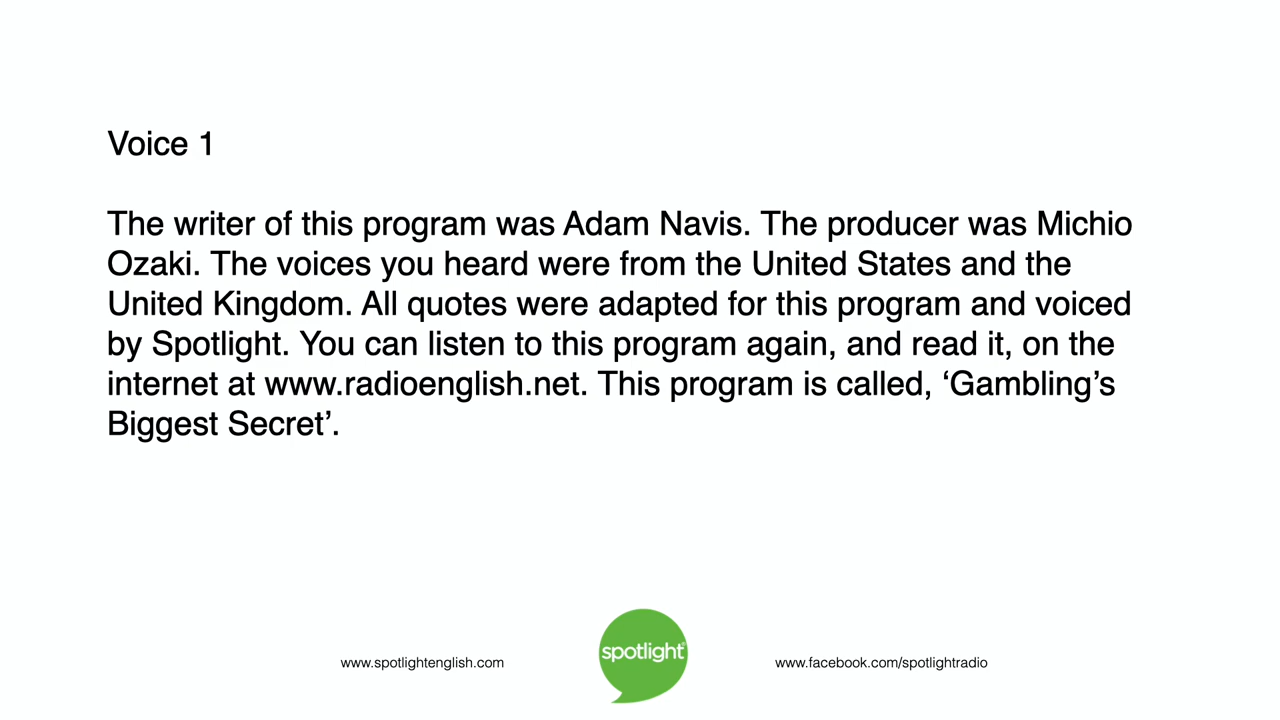 Voice 1
The writer of this program was Adam Navis. The producer was Michio
Ozaki. The voices you heard were from the United States and the
United Kingdom. All quotes were adapted for this program and voiced
by Spotlight. You can listen to this program again, and read it, on the
internet at www.radioenglish.net. This program is called, ‘Gambling’s
Biggest Secret’.
www.spotlightenglish.com
spotlight
www.facebook.com/spotlightradio